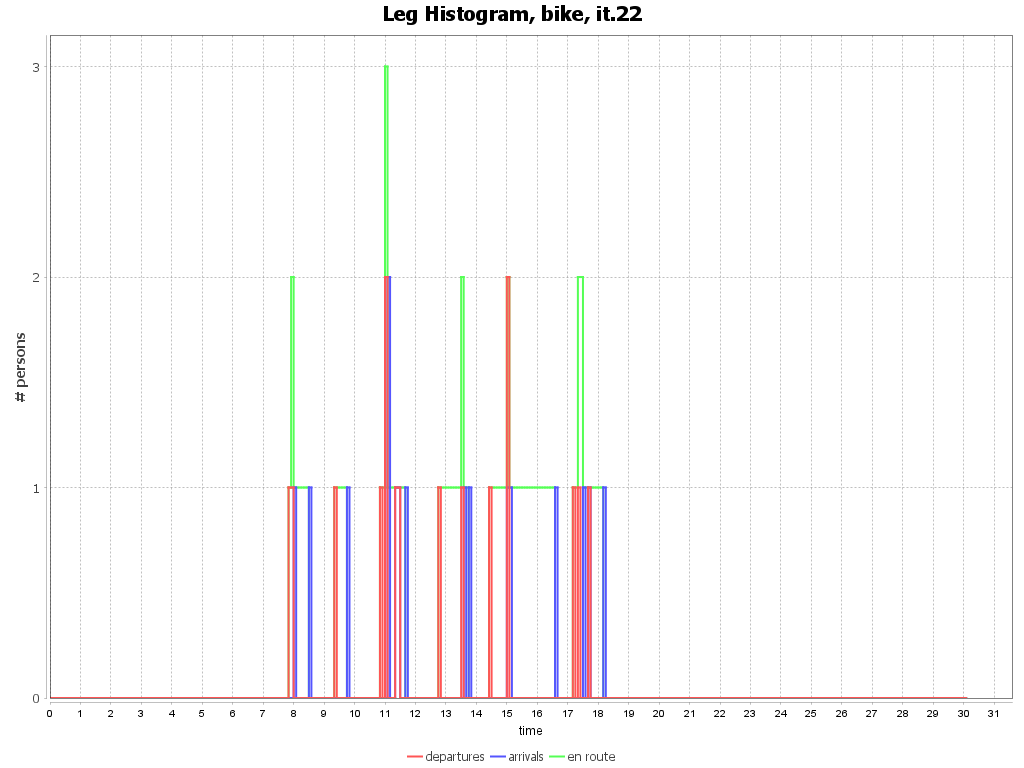 Leg Histogram, bike, it.22
# persons
3
2
1
0
0 1 2 3 4 5 6 7 8 9 10 11 12 13 14 15 16 17 18 19 20 21 22 23 24 25 26 27 28 29 30 31
time
departures arrivals en route